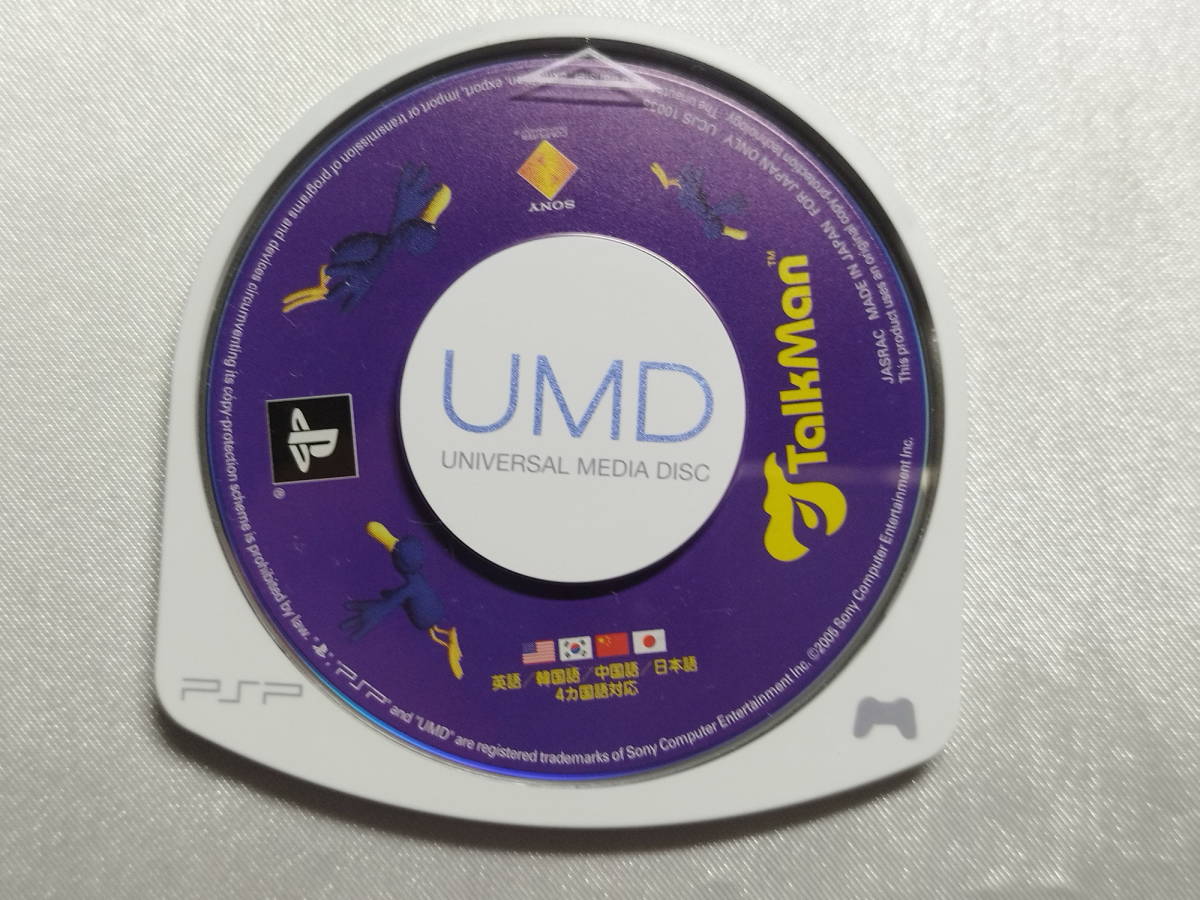 UMD
UNIVERSAL MEDIA DISC
TalkMan™
SONY
英語/韓国語/中国語/日本語
4カ国語対応
PSP
JASRAC MADE IN JAPAN FOR JAPAN ONLY UCJS
This product uses an original copy-protection technology. The
export, import or transmission of programs and devices circumventing its copy-protection scheme is prohibited by law.
PSP" and "UMD" are registered trademarks of Sony Computer Entertainment Inc. ©2005 Sony Computer Entertainment Inc.
®